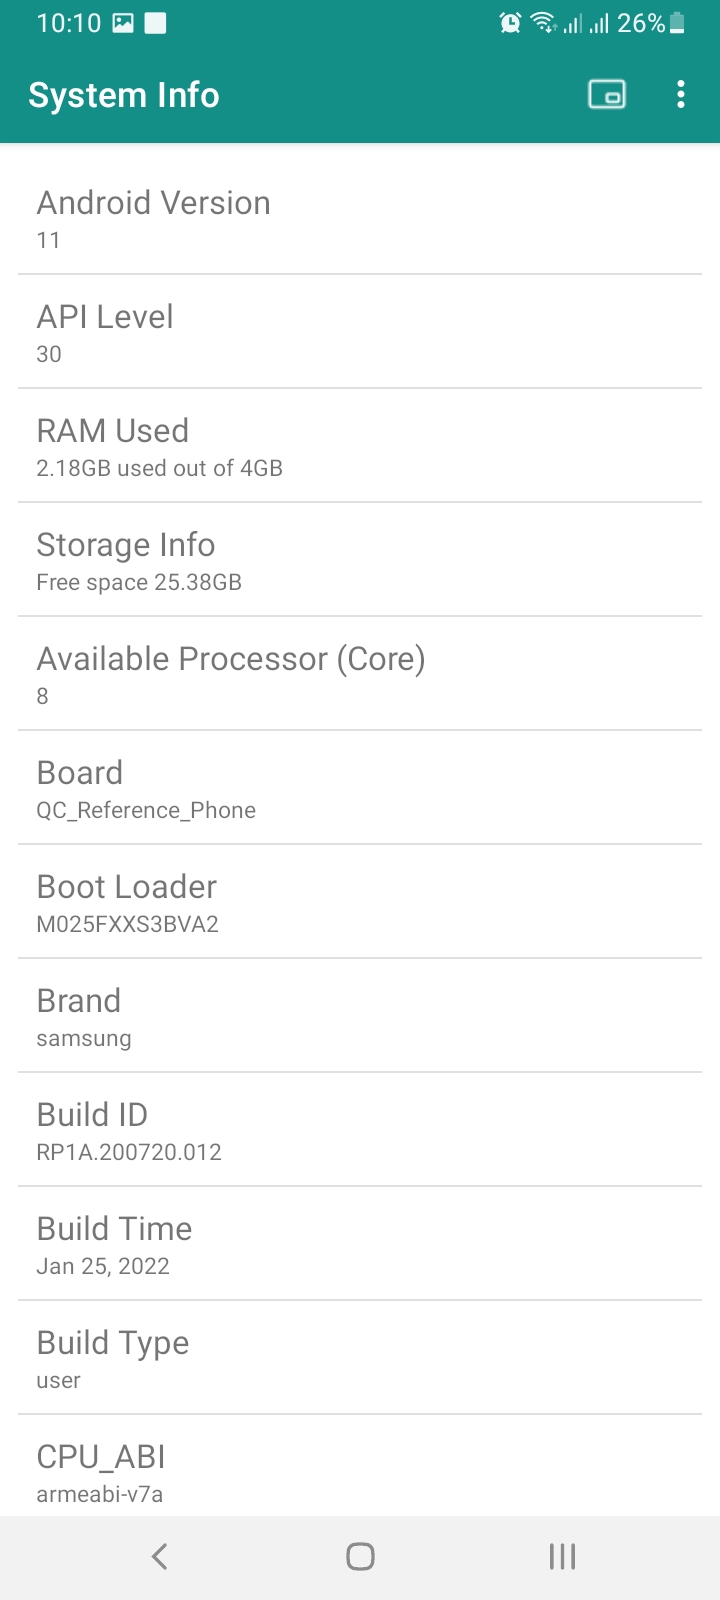 10:10 26%
System Info
Android Version
11
API Level
30
RAM Used
2.18GB used out of 4GB
Storage Info
Free space 25.38GB
Available Processor (Core)
8
Board
QC_Reference_Phone
Boot Loader
M025FXXS3BVA2
Brand
samsung
Build ID
RP1A.200720.012
Build Time
Jan 25, 2022
Build Type
user
CPU_ABI
armeabi-v7a